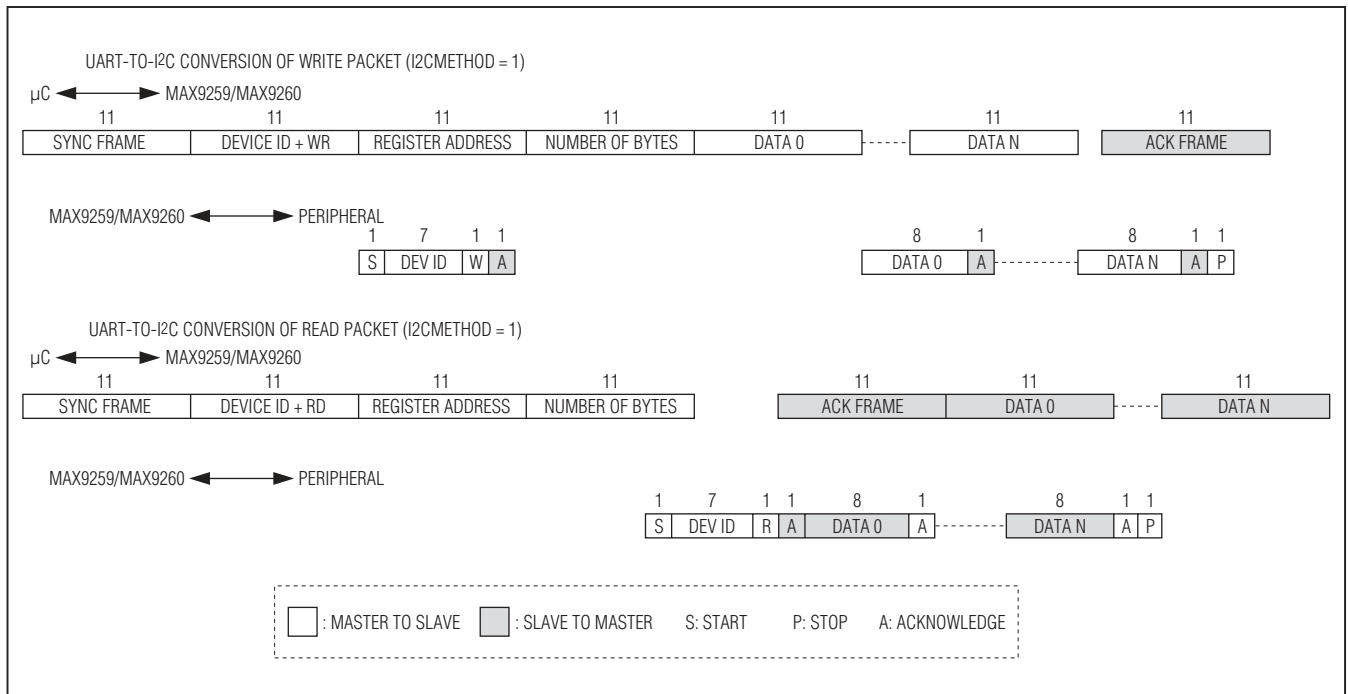 UART-TO-I2C CONVERSION OF WRITE PACKET (I2CMETHOD = 1)
µC MAX9259/MAX9260
11 11 11 11 11 11 11
SYNC FRAME DEVICE ID + WR REGISTER ADDRESS NUMBER OF BYTES DATA 0 DATA N ACK FRAME
MAX9259/MAX9260 PERIPHERAL
1 7 1 1 8 1 8 1 1
S DEV ID W A DATA 0 A DATA N A P
UART-TO-I2C CONVERSION OF READ PACKET (I2CMETHOD = 1)
µC MAX9259/MAX9260
11 11 11 11 11 11 11
SYNC FRAME DEVICE ID + RD REGISTER ADDRESS NUMBER OF BYTES ACK FRAME DATA 0 DATA N
MAX9259/MAX9260 PERIPHERAL
1 7 1 1 8 1 8 1 1
S DEV ID R A DATA 0 A DATA N A P
: MASTER TO SLAVE : SLAVE TO MASTER S: START P: STOP A: ACKNOWLEDGE